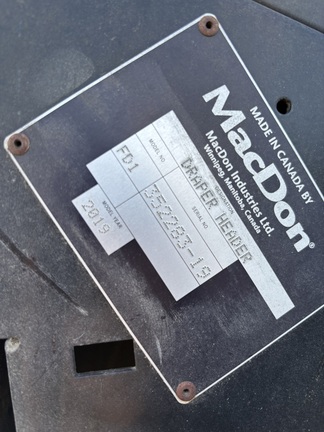 MADE IN CANADA BY
MacDon®
MacDon Industries Ltd.
Winnipeg, Manitoba, Canada
DRAPER HEADER
MODEL NO.
SERIAL NO.
FD1
352283-19
MODEL YEAR
2019